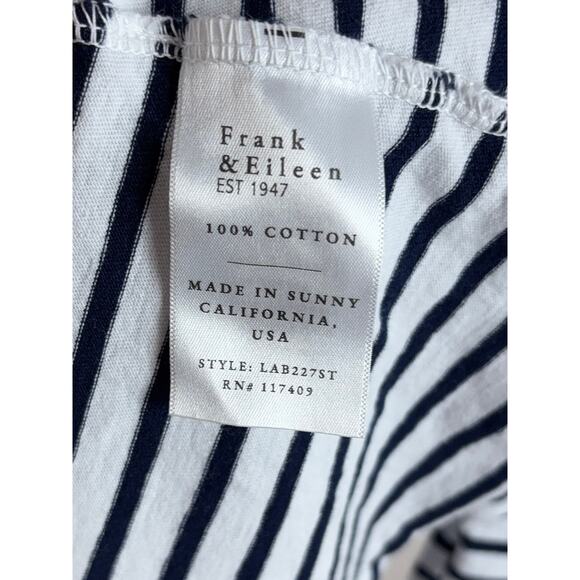 Frank
&Eileen
EST 1947
100% COTTON
MADE IN SUNNY
CALIFORNIA,
USA
STYLE: LAB227ST
RN# 117409